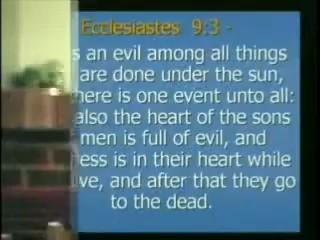 Ecclesiastes 9:3 -
s an evil among all things
are done under the sun,
here is one event unto all:
also the heart of the sons
men is full of evil, and
ness is in their heart while
ve, and after that they go
to the dead.